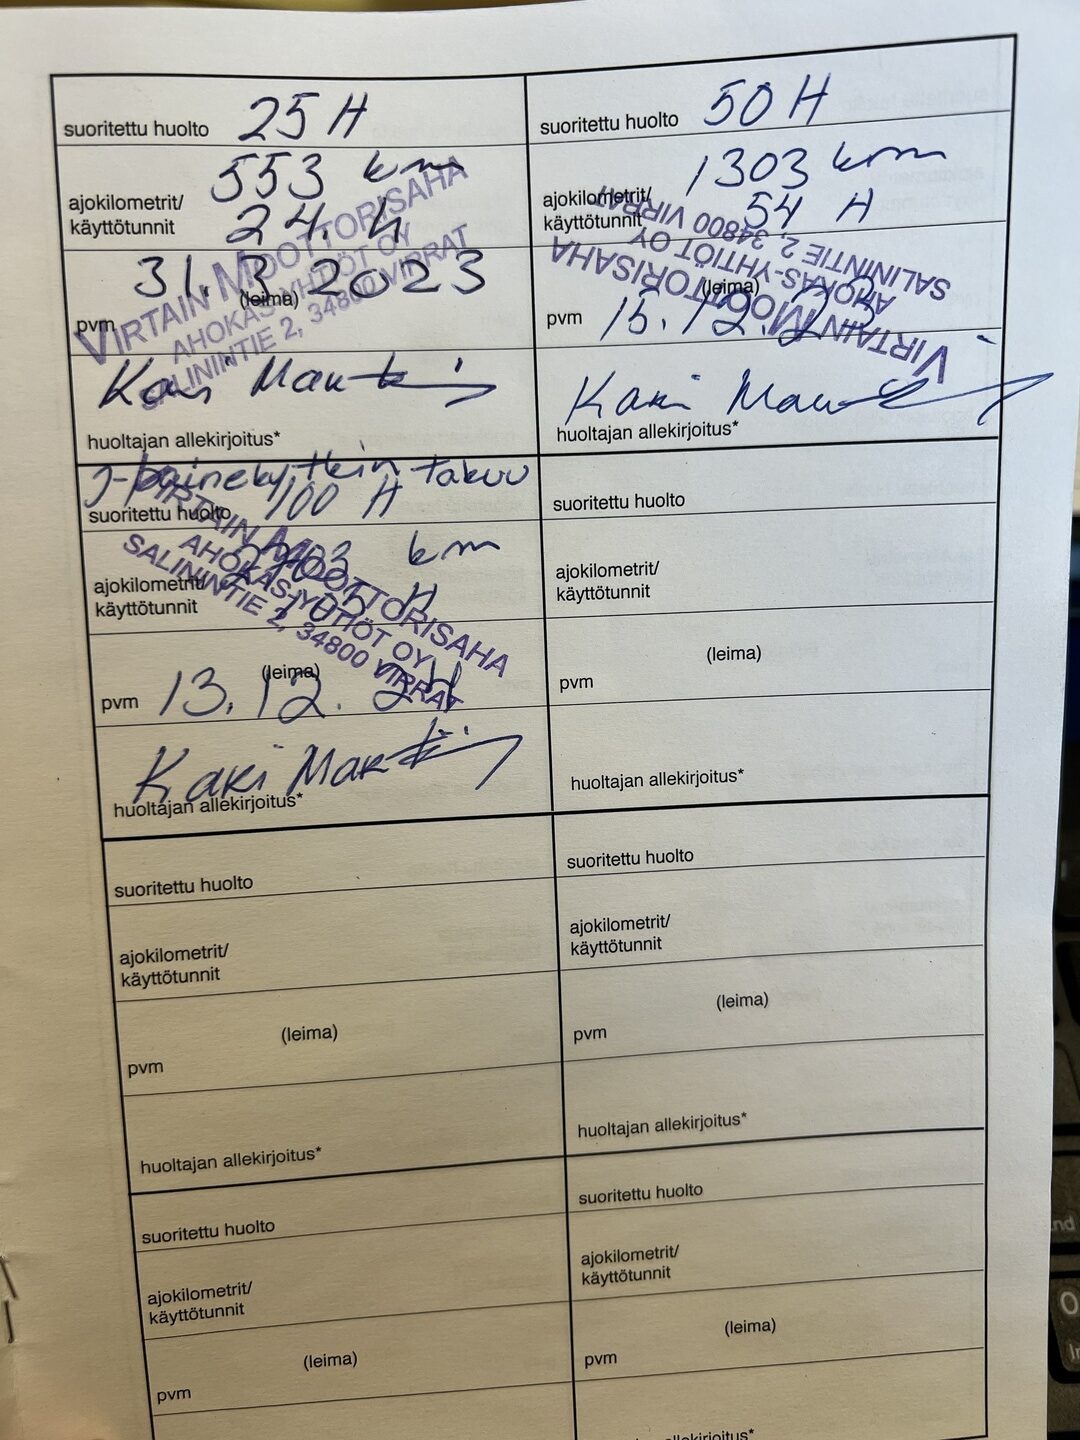 suoritettu huolto 25 H
ajokilometrit/ 553 km
käyttötunnit 24. h
(leima)
pvm 31. 3 2023
VIRTAIN MOOTTORISAHA
AHOKAS-YHTIÖT OY
SALININTIE 2, 34800 VIRRAT
huoltajan allekirjoitus*
suoritettu huolto 50 H
ajokilometrit/ 1303 km
käyttötunnit 54 H
(leima)
pvm 15.12.23
VIRTAIN MOOTTORISAHA
AHOKAS-YHTIÖT OY
SALININTIE 2, 34800 VIRRAT
Kari
huoltajan allekirjoitus*
takuu
suoritettu huolto 100 H
ajokilometrit/ km
käyttötunnit H
(leima)
pvm 13.12.24
VIRTAIN MOOTTORISAHA
AHOKAS-YHTIÖT OY
SALININTIE 2, 34800 VIRRAT
Kari
huoltajan allekirjoitus*
suoritettu huolto
ajokilometrit/
käyttötunnit
(leima)
pvm
huoltajan allekirjoitus*
suoritettu huolto
ajokilometrit/
käyttötunnit
(leima)
pvm
huoltajan allekirjoitus*
suoritettu huolto
ajokilometrit/
käyttötunnit
(leima)
pvm
huoltajan allekirjoitus*
suoritettu huolto
ajokilometrit/
käyttötunnit
(leima)
pvm
suoritettu huolto
ajokilometrit/
käyttötunnit
(leima)
pvm
allekirjoitus*